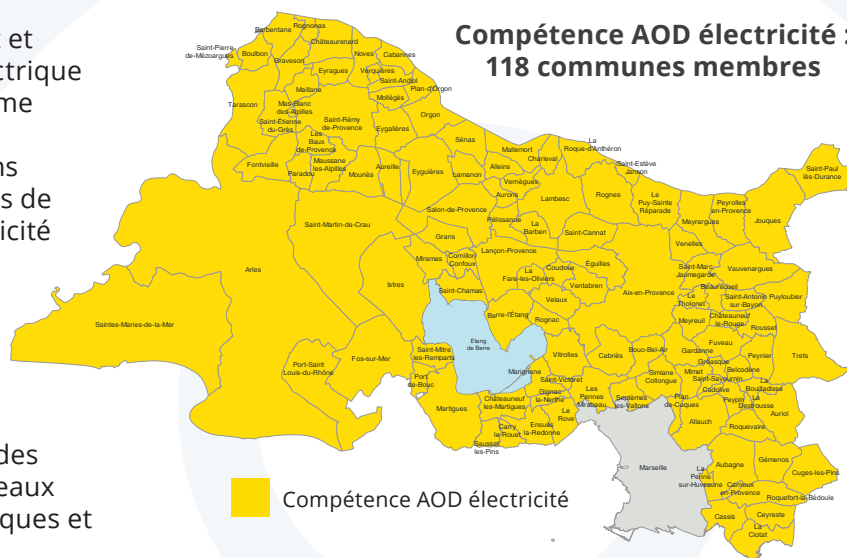 t et
ctrique
me
ns
s de
icité
des
eaux
ques et
Compétence AOD électricité :
118 communes membres
Barbentane
Rognonas
Châteaurenard
Saint-Pierre
de-Mézoargues
Boulbon
Graveson
Noves
Cabannes
Eyragues
Verquières
Saint-Andiol
Plan-d'Orgon
Maillane
Mollégès
Tarascon
Mas-Blanc
des-Alpilles
Saint-Rémy
de-Provence
Orgon
Saint-Étienne
du-Grès
Eygalières
Les
Baux
de-Provence
Sénas
Mallemort
Charleval
La
Roque-d'Anthéron
Saint-Estève
Janson
Saint-Paul
lès-Durance
Fontvieille
Paradou
Maussane
les-Alpilles
Mouriès
Aureille
Eyguières
Lamanon
Alleins
Vernègues
Aurons
Lambesc
Rognes
Le
Puy-Sainte
Réparade
Peyrolles
en-Provence
Meyrargues
Jouques
Salon-de-Provence
Pélissanne
La
Barben
Saint-Cannat
Saint-Martin-de-Crau
Grans
Venelles
Miramas
Cornillon
Confoux
Lançon-Provence
La
Fare-les-Oliviers
Coudoux
Éguilles
Saint-Marc
Jaumegarde
Vauvenargues
Arles
Istres
Saint-Chamas
Ventabren
Aix-en-Provence
Beaurecueil
Le
Tholonet
Saint-Antonin
sur-Bayon
Puyloubier
Velaux
Berre-l'Étang
Rognac
Meyreuil
Châteauneuf
le-Rouge
Rousset
Saintes-Maries-de-la-Mer
Étang
de Berre
Fuveau
Saint-Mitre
les-Remparts
Vitrolles
Cabriès
Bouc-Bel-Air
Gardanne
Gréasque
Peynier
Trets
Port-Saint
Louis-du-Rhône
Fos-sur-Mer
Marignane
Simiane
Collongue
Mimet
Belcodène
Port
de-Bouc
Saint-Victoret
Saint-Savournin
La
Bouilladisse
Martigues
Châteauneuf
les-Martigues
Gignac
la-Nerthe
Les
Pennes
Mirabeau
Septèmes
les-Vallons
Plan
de-Cuques
Cadolive
Peypin
La
Destrousse
Auriol
Le
Rove
Carry
le-Rouet
Ensuès
la-Redonne
Allauch
Roquevaire
Sausset
les-Pins
Marseille
La
Penne
sur-Huveaune
Aubagne
Gémenos
Cuges-les-Pins
Carnoux
en-Provence
Roquefort-la-Bédoule
Cassis
Ceyreste
La
Ciotat
Compétence AOD électricité